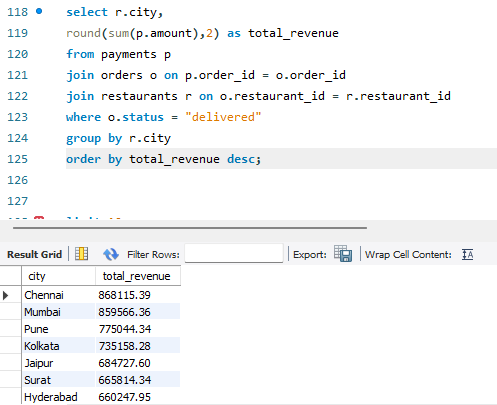 118 select r.city,
119 round(sum(p.amount),2) as total_revenue
120 from payments p
121 join orders o on p.order_id = o.order_id
122 join restaurants r on o.restaurant_id = r.restaurant_id
123 where o.status = "delivered"
124 group by r.city
125 order by total_revenue desc;
126
127
Result Grid Filter Rows: Export: Wrap Cell Content:
city total_revenue
Chennai 868115.39
Mumbai 859566.36
Pune 775044.34
Kolkata 735158.28
Jaipur 684727.60
Surat 665814.34
Hyderabad 660247.95